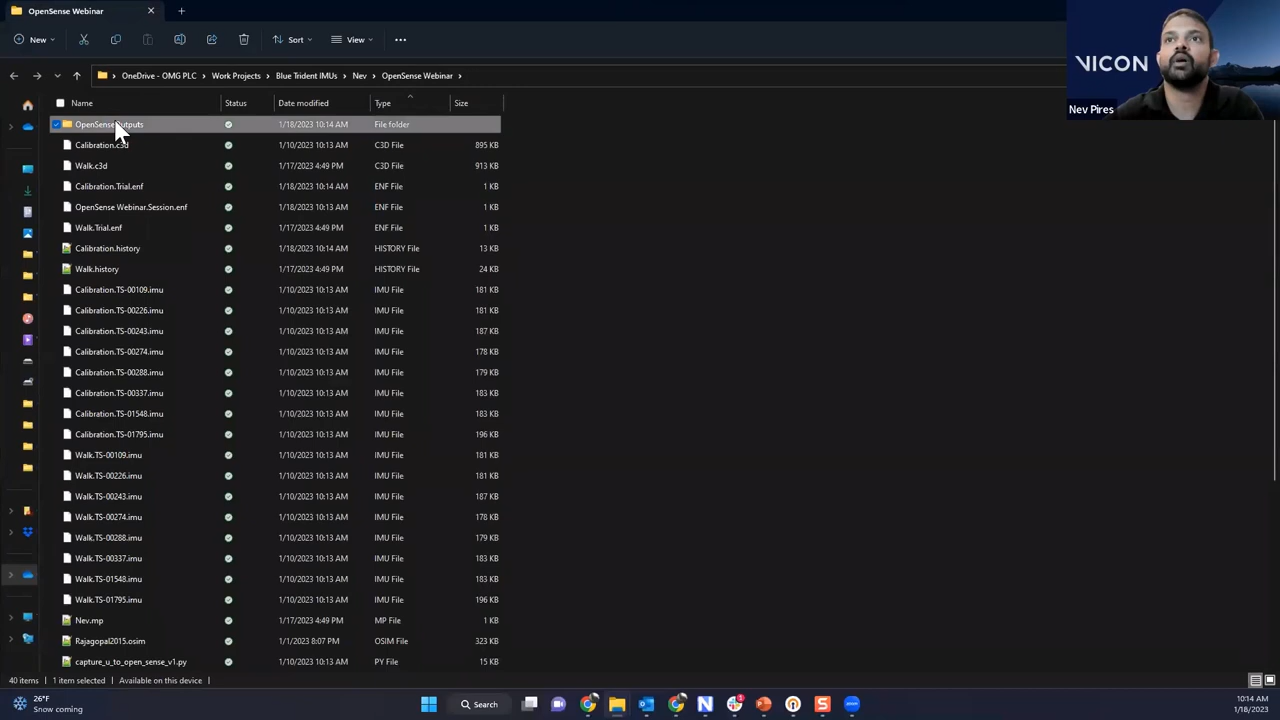 OpenSense Webinar
New
Sort
View
OneDrive - OMG PLC > Work Projects > Blue Trident IMUs > Nev > OpenSense Webinar >
Name Status Date modified Type Size
1/18/2023 10:14 AM File folder
Calibration.c3d 1/10/2023 10:13 AM C3D File 895 KB
Walk.c3d 1/17/2023 4:49 PM C3D File 913 KB
Calibration.Trial.enf 1/18/2023 10:14 AM ENF File 1 KB
OpenSense Webinar.Session.enf 1/18/2023 10:13 AM ENF File 1 KB
Walk.Trial.enf 1/17/2023 4:49 PM ENF File 1 KB
Calibration.history 1/18/2023 10:14 AM HISTORY File 13 KB
Walk.history 1/17/2023 4:49 PM HISTORY File 24 KB
Calibration.TS-00109.imu 1/10/2023 10:13 AM IMU File 181 KB
Calibration.TS-00226.imu 1/10/2023 10:13 AM IMU File 181 KB
Calibration.TS-00243.imu 1/10/2023 10:13 AM IMU File 187 KB
Calibration.TS-00274.imu 1/10/2023 10:13 AM IMU File 178 KB
Calibration.TS-00288.imu 1/10/2023 10:13 AM IMU File 179 KB
Calibration.TS-00337.imu 1/10/2023 10:13 AM IMU File 183 KB
Calibration.TS-01548.imu 1/10/2023 10:13 AM IMU File 183 KB
Calibration.TS-01795.imu 1/10/2023 10:13 AM IMU File 196 KB
Walk.TS-00109.imu 1/10/2023 10:13 AM IMU File 181 KB
Walk.TS-00226.imu 1/10/2023 10:13 AM IMU File 181 KB
Walk.TS-00243.imu 1/10/2023 10:13 AM IMU File 187 KB
Walk.TS-00274.imu 1/10/2023 10:13 AM IMU File 178 KB
Walk.TS-00288.imu 1/10/2023 10:13 AM IMU File 179 KB
Walk.TS-00337.imu 1/10/2023 10:13 AM IMU File 183 KB
Walk.TS-01548.imu 1/10/2023 10:13 AM IMU File 183 KB
Walk.TS-01795.imu 1/10/2023 10:13 AM IMU File 196 KB
Nev.mp 1/17/2023 4:49 PM MP File 1 KB
Rajagopal2015.osim 1/1/2023 8:07 PM OSIM File 323 KB
capture_u_to_open_sense_v1.py 1/10/2023 10:13 AM PY File 15 KB
40 items 1 item selected Available on this device
VICON
Nev Pires
26°F
Snow coming
Search
10:14 AM
1/18/2023